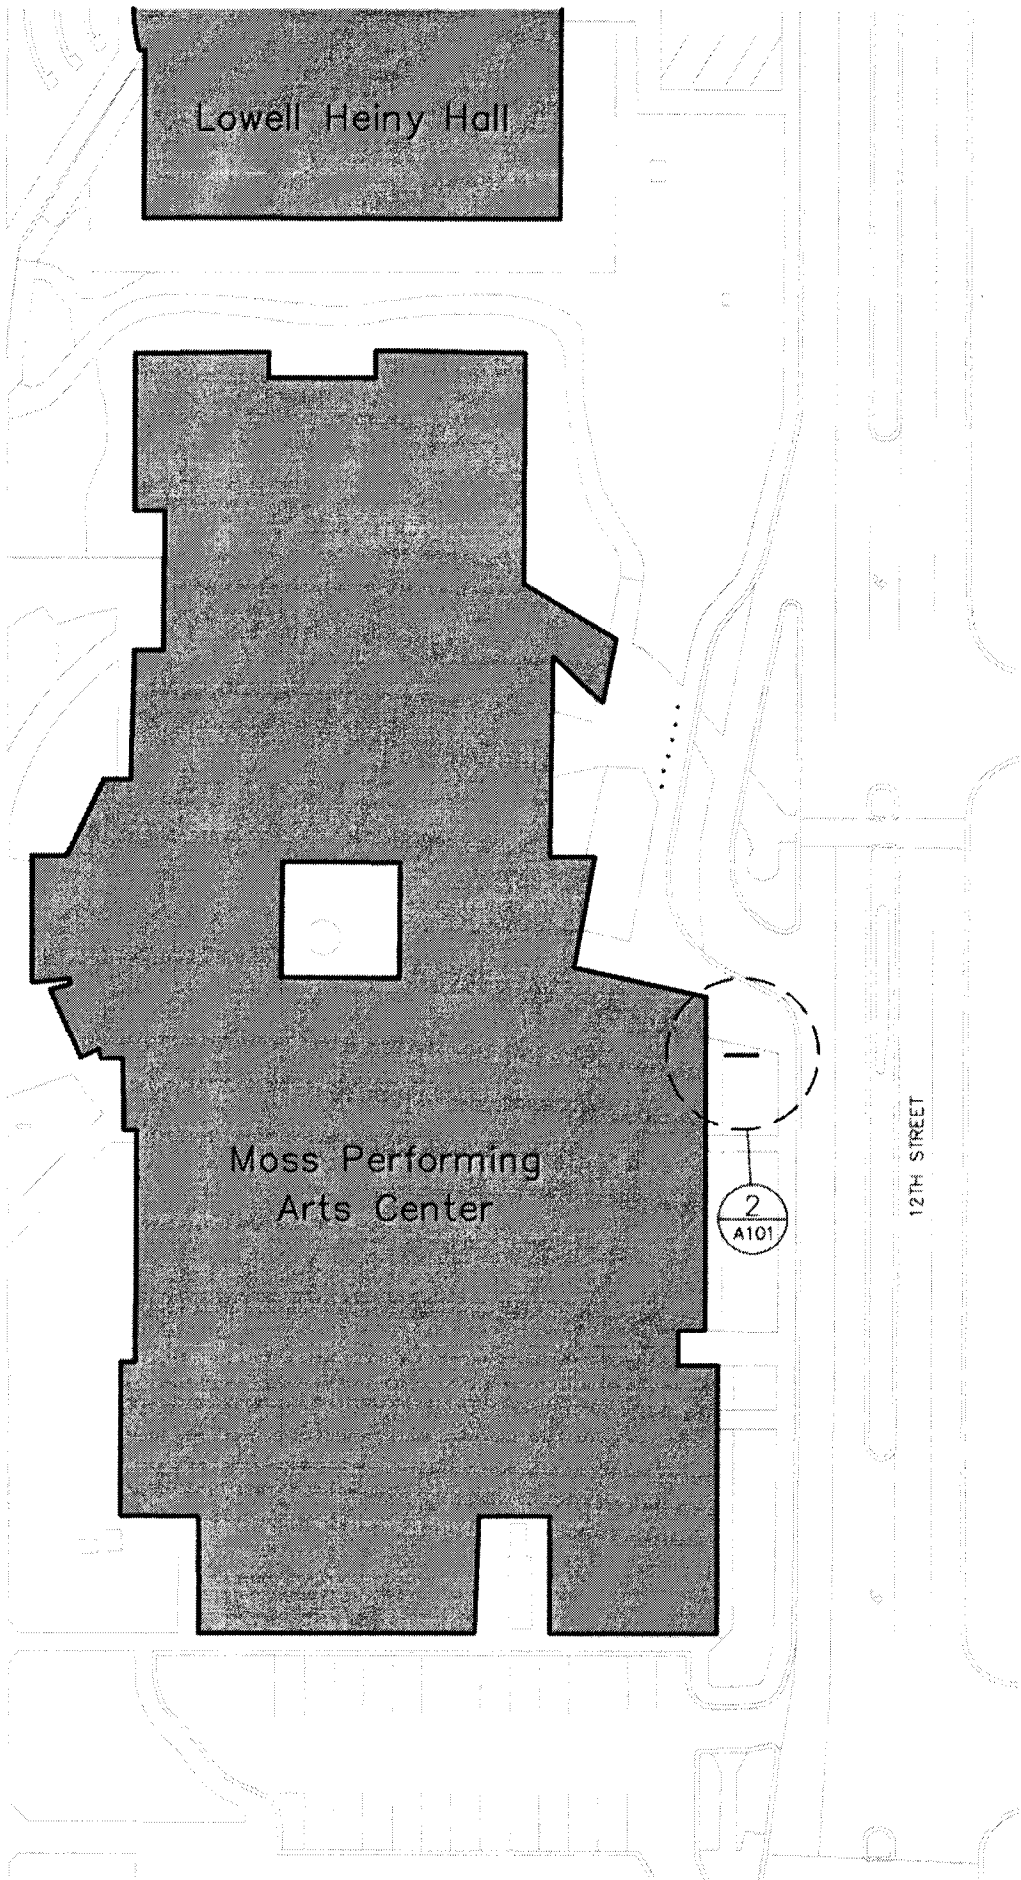 Lowell Heiny Hall
Moss Performing
Arts Center
12TH STREET
2
A101